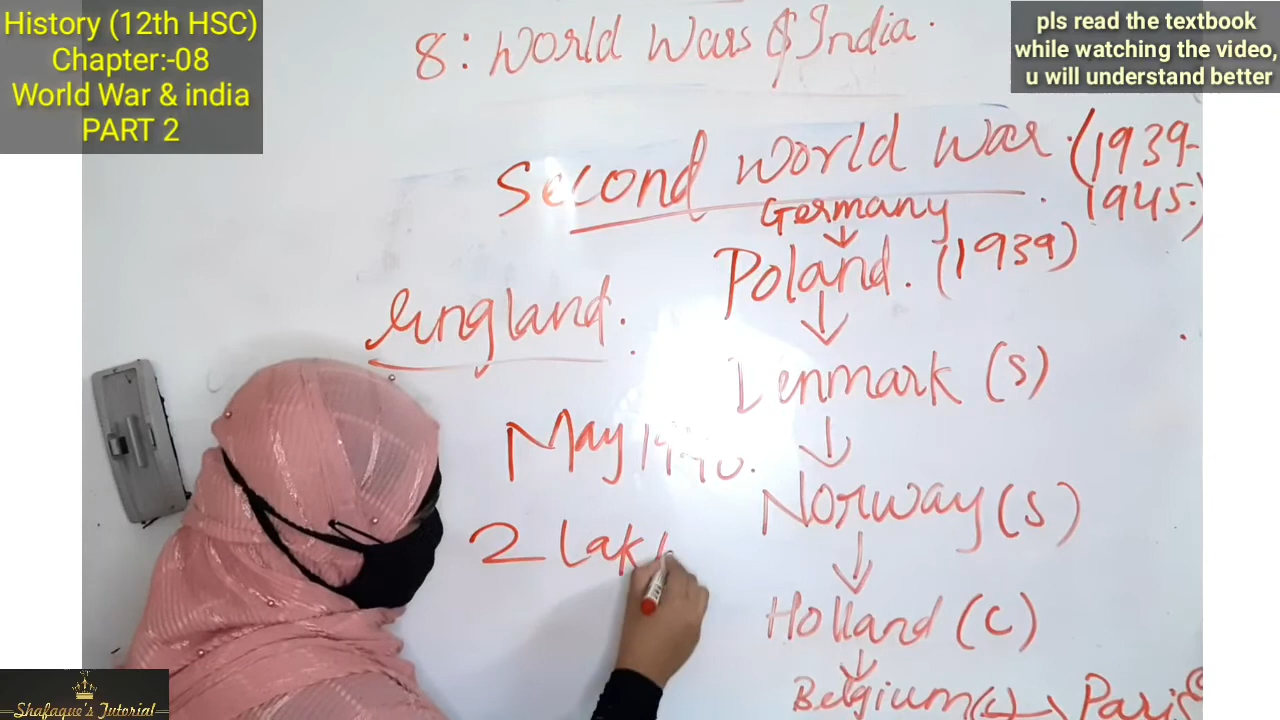 History (12th HSC)
Chapter:-08
World War & india
PART 2
pls read the textbook
while watching the video,
u will understand better
8: World Wars & India.
Second World War. (1939-
1945.)
Germany
↓
Poland. (1939)
↓
England.
Denmark (S)
↓
May 1940.
Norway (S)
↓
2 Lak
Holland (C)
↓
Belgium (C) → Paris
Shafaque's Tutorial